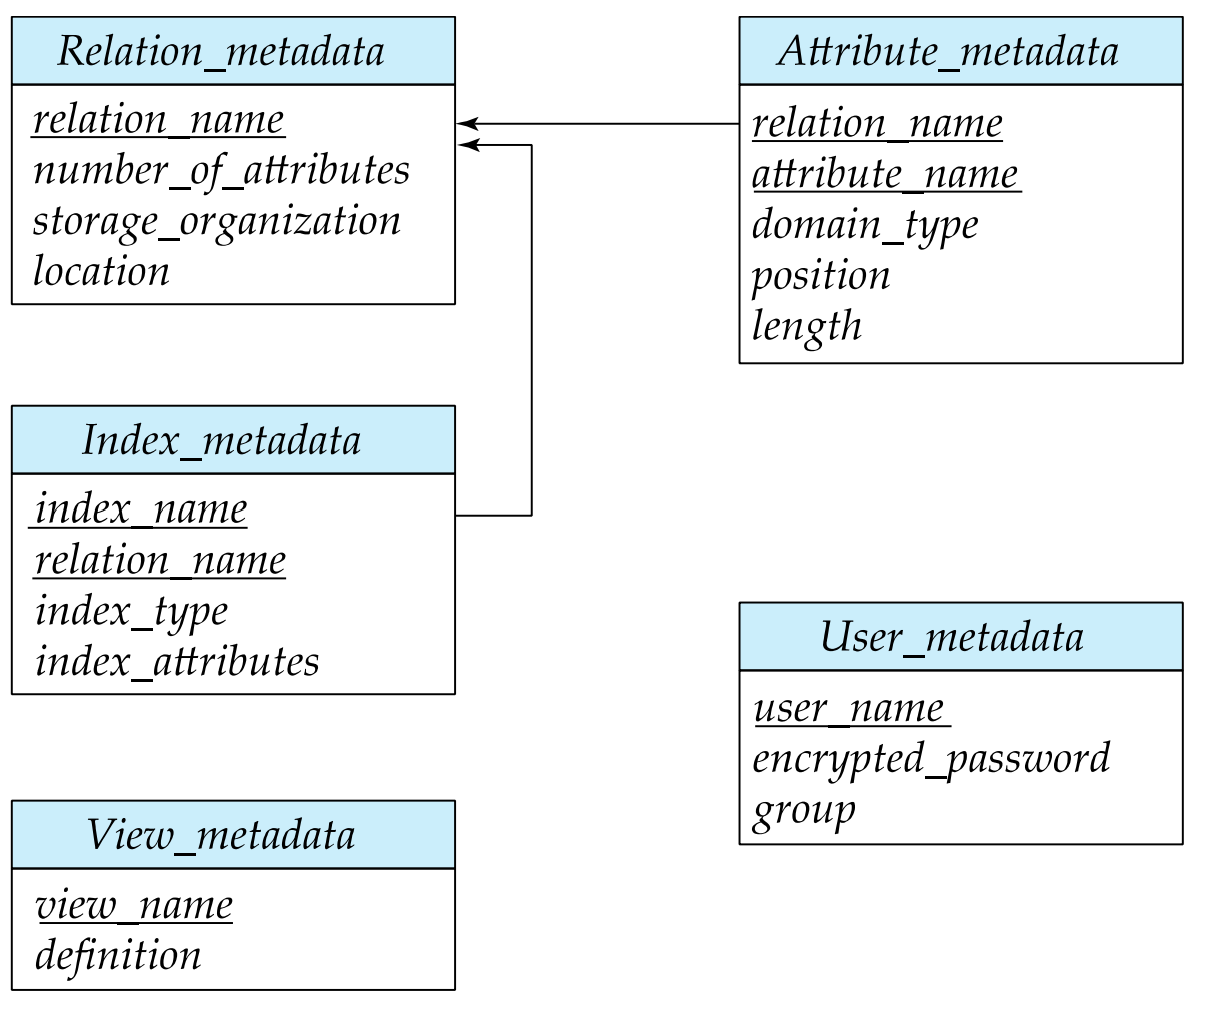 Relation_metadata
relation_name
number_of_attributes
storage_organization
location
Attribute_metadata
relation_name
attribute_name
domain_type
position
length
Index_metadata
index_name
relation_name
index_type
index_attributes
User_metadata
user_name
encrypted_password
group
View_metadata
view_name
definition